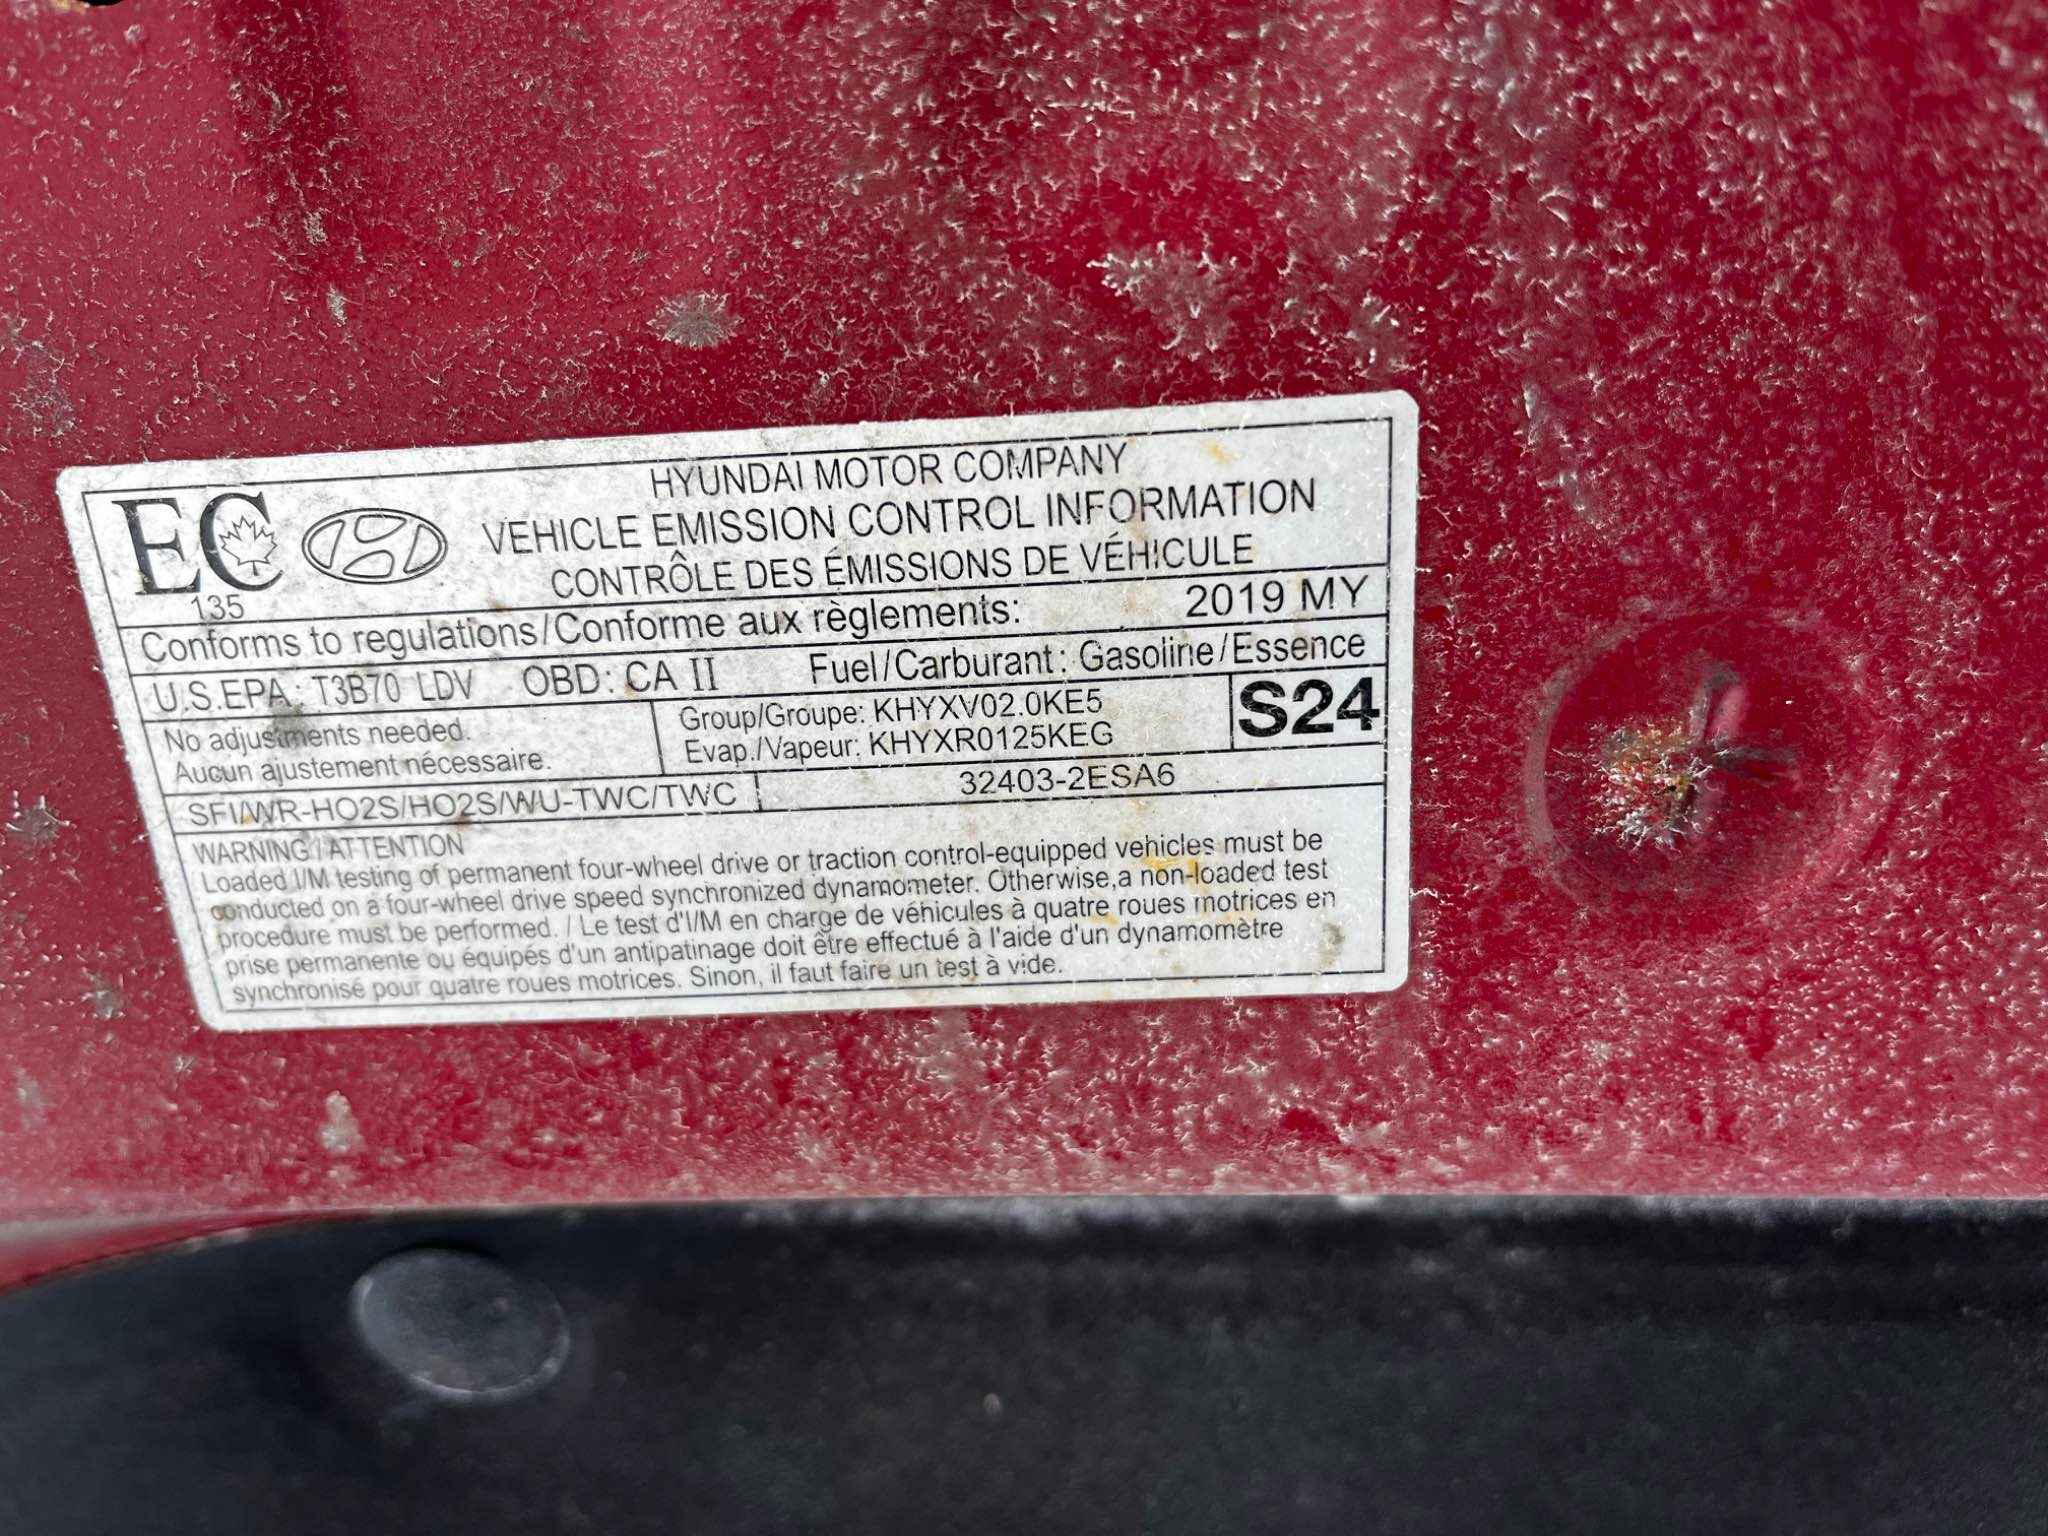 EC
135
HYUNDAI MOTOR COMPANY
VEHICLE EMISSION CONTROL INFORMATION
CONTRÔLE DES ÉMISSIONS DE VÉHICULE
Conforms to regulations/Conforme aux règlements: 2019 MY
U.S.EPA: T3B70 LDV OBD: CA II Fuel/Carburant: Gasoline/Essence
No adjustments needed.
Aucun ajustement nécessaire.
Group/Groupe: KHYXV02.0KE5
Evap./Vapeur: KHYXR0125KEG
S24
SFI/WR-HO2S/HO2S/WU-TWC/TWC
32403-2ESA6
WARNING / ATTENTION
Loaded I/M testing of permanent four-wheel drive or traction control-equipped vehicles must be
conducted on a four-wheel drive speed synchronized dynamometer. Otherwise,a non-loaded test
procedure must be performed. / Le test d'I/M en charge de véhicules à quatre roues motrices en
prise permanente ou équipés d'un antipatinage doit être effectué à l'aide d'un dynamomètre
synchronisé pour quatre roues motrices. Sinon, il faut faire un test à vide.